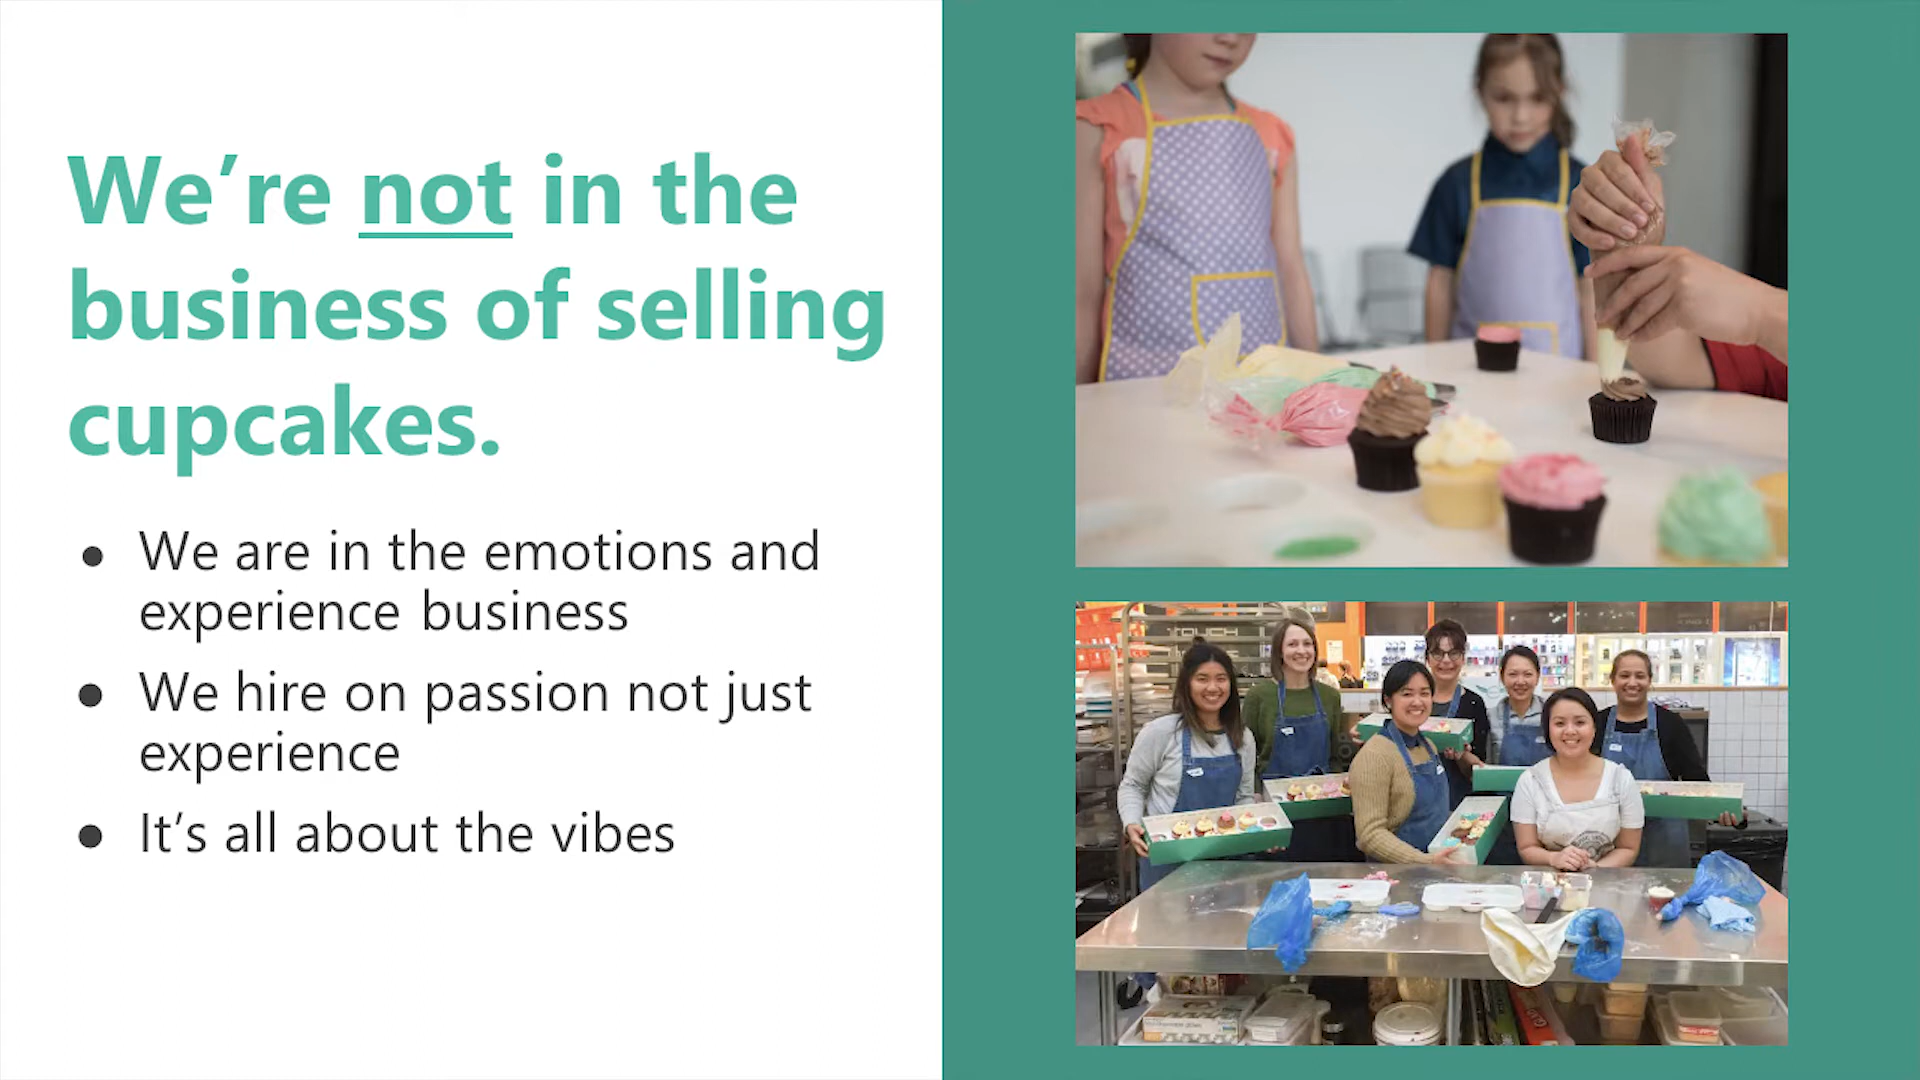 We’re not in the
business of selling
cupcakes.
● We are in the emotions and
experience business
● We hire on passion not just
experience
● It’s all about the vibes